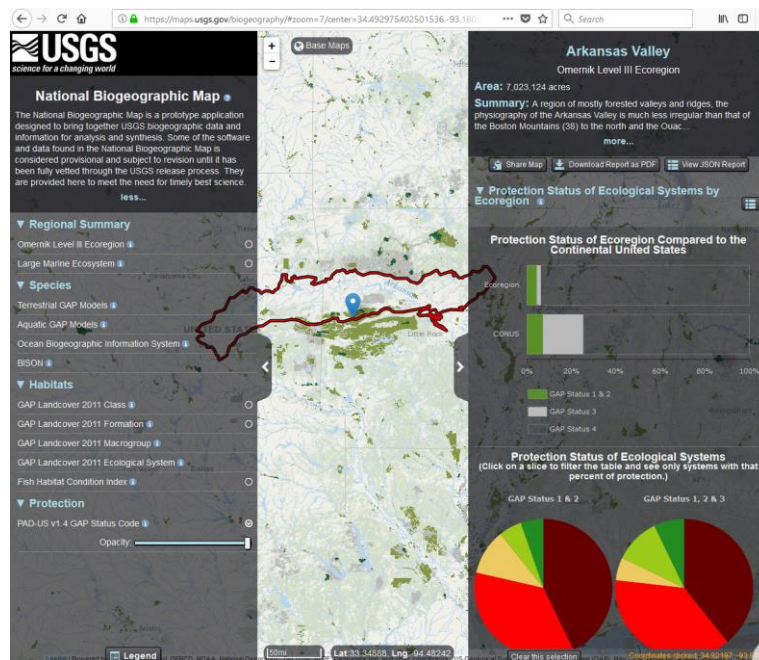 https://maps.usgs.gov/biogeography/#zoom=7/center=34.492975402501536,-93.180
Search
USGS
science for a changing world
National Biogeographic Map
The National Biogeographic Map is a prototype application
designed to bring together USGS biogeographic data and
information for analysis and synthesis. Some of the software
and data found in the National Biogeographic Map is
considered provisional and subject to revision until it has
been fully vetted through the USGS release process. They
are provided here to meet the need for timely best science.
less...
▼ Regional Summary
Omernik Level III Ecoregion
Large Marine Ecosystem
▼ Species
Terrestrial GAP Models
Aquatic GAP Models
Ocean Biogeographic Information System
BISON
▼ Habitats
GAP Landcover 2011 Class
GAP Landcover 2011 Formation
GAP Landcover 2011 Macrogroup
GAP Landcover 2011 Ecological System
Fish Habitat Condition Index
▼ Protection
PAD-US v1.4 GAP Status Code
Opacity:
Legend
+
−
Base Maps
UNITED STA
Arkansas
Little Rock
50mi
Lat:33.34888, Lng:-94.48242
Arkansas Valley
Omernik Level III Ecoregion
Area: 7,023,124 acres
Summary: A region of mostly forested valleys and ridges, the
physiography of the Arkansas Valley is much less irregular than that of
the Boston Mountains (38) to the north and the Ouac...
more...
Share Map
Download Report as PDF
View JSON Report
▼ Protection Status of Ecological Systems by
Ecoregion
Protection Status of Ecoregion Compared to the
Continental United States
Ecoregion
CONUS
0% 20% 40% 60% 80% 100%
GAP Status 1 & 2
GAP Status 3
GAP Status 4
Protection Status of Ecological Systems
(Click on a slice to filter the table and see only systems with that
percent of protection.)
GAP Status 1 & 2
GAP Status 1, 2 & 3
Clear this selection
Coordinates clicked: